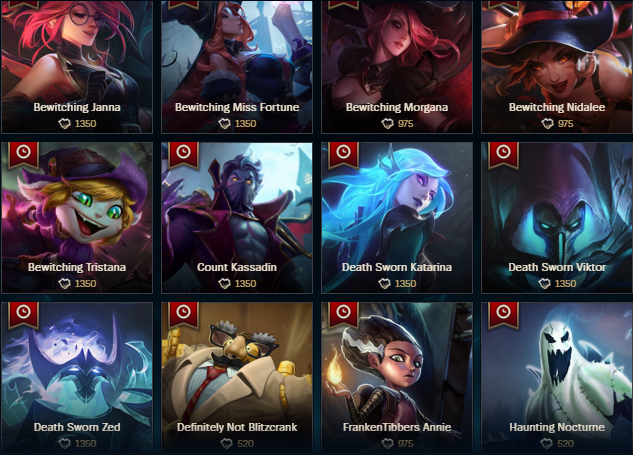 Bewitching Janna
1350
Bewitching Miss Fortune
1350
Bewitching Morgana
975
Bewitching Nidalee
975
Bewitching Tristana
1350
Count Kassadin
1350
Death Sworn Katarina
1350
Death Sworn Viktor
1350
Death Sworn Zed
1350
Definitely Not Blitzcrank
520
FrankenTibbers Annie
975
Haunting Nocturne
520